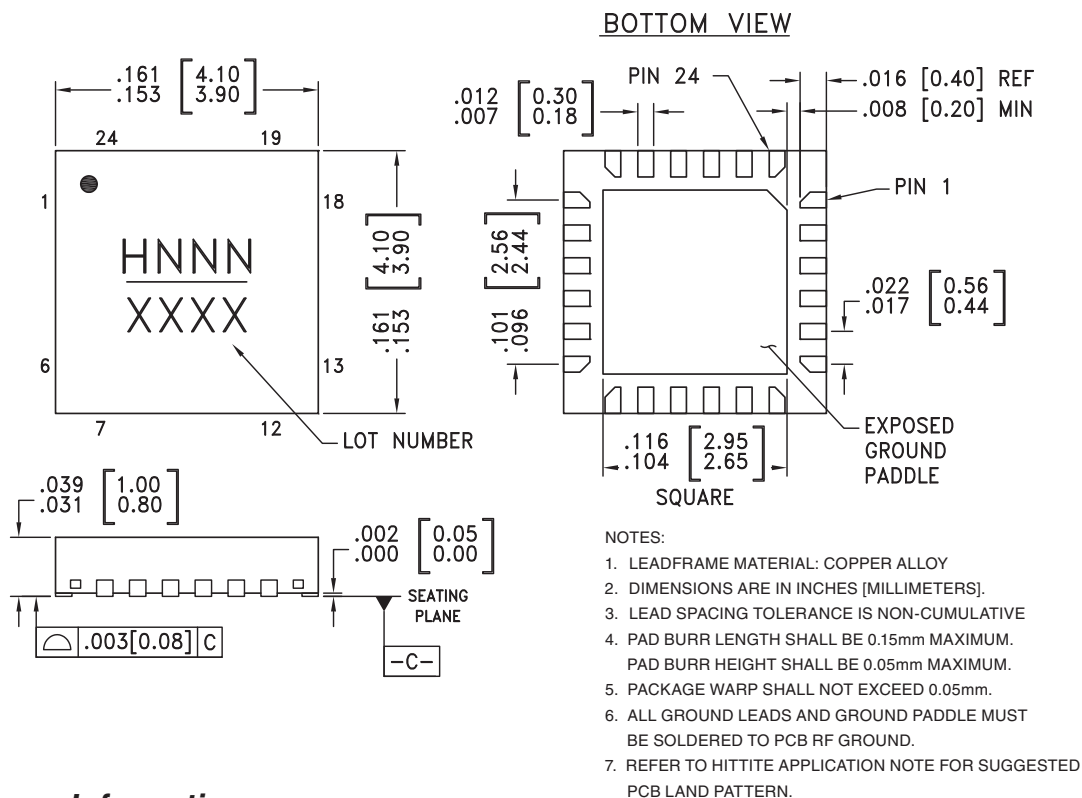 BOTTOM VIEW
.161 [4.10]
.153 [3.90]
24 19
1 18
HNNN
XXXX
6 13
7 12
LOT NUMBER
[4.10]
[3.90]
.161
.153
PIN 24
.016 [0.40] REF
.008 [0.20] MIN
.012 [0.30]
.007 [0.18]
PIN 1
[2.56]
[2.44]
.101
.096
.022 [0.56]
.017 [0.44]
EXPOSED
GROUND
PADDLE
.116 [2.95]
.104 [2.65]
SQUARE
.039 [1.00]
.031 [0.80]
.002 [0.05]
.000 [0.00]
SEATING
PLANE
.003[0.08] C
-C-
NOTES:
1. LEADFRAME MATERIAL: COPPER ALLOY
2. DIMENSIONS ARE IN INCHES [MILLIMETERS].
3. LEAD SPACING TOLERANCE IS NON-CUMULATIVE
4. PAD BURR LENGTH SHALL BE 0.15mm MAXIMUM.
PAD BURR HEIGHT SHALL BE 0.05mm MAXIMUM.
5. PACKAGE WARP SHALL NOT EXCEED 0.05mm.
6. ALL GROUND LEADS AND GROUND PADDLE MUST
BE SOLDERED TO PCB RF GROUND.
7. REFER TO HITTITE APPLICATION NOTE FOR SUGGESTED
PCB LAND PATTERN.